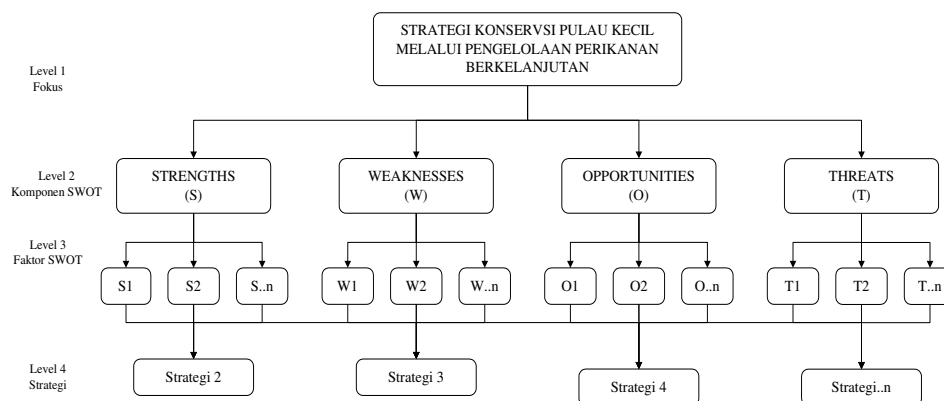 STRATEGI KONSERVSI PULAU KECIL
MELALUI PENGELOLAAN PERIKANAN
BERKELANJUTAN
Level 1
Fokus
Level 2
Komponen SWOT
STRENGTHS
(S)
WEAKNESSES
(W)
OPPORTUNITIES
(O)
THREATS
(T)
Level 3
Faktor SWOT
S1
S2
S..n
W1
W2
W..n
O1
O2
O..n
T1
T2
T..n
Level 4
Strategi
Strategi 2
Strategi 3
Strategi 4
Strategi..n